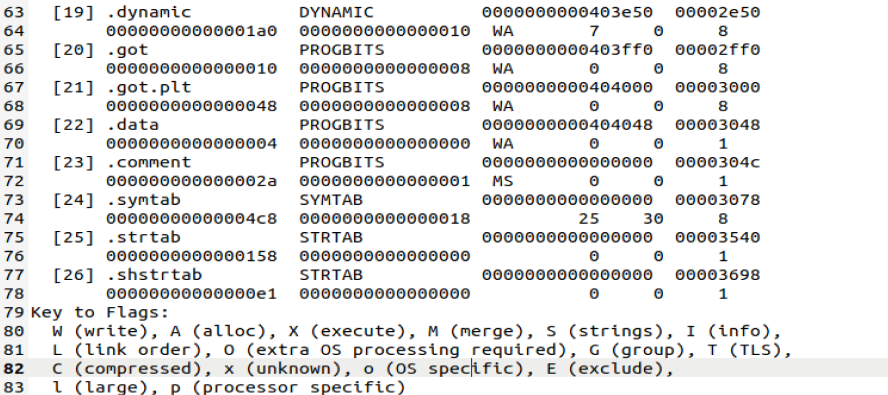 63   [19] .dynamic          DYNAMIC          0000000000403e50  00002e50
64        00000000000001a0  0000000000000010  WA       7     0     8
65   [20] .got              PROGBITS         0000000000403ff0  00002ff0
66        0000000000000010  0000000000000008  WA       0     0     8
67   [21] .got.plt          PROGBITS         0000000000404000  00003000
68        0000000000000048  0000000000000008  WA       0     0     8
69   [22] .data             PROGBITS         0000000000404048  00003048
70        0000000000000004  0000000000000000  WA       0     0     1
71   [23] .comment          PROGBITS         0000000000000000  0000304c
72        000000000000002a  0000000000000001  MS       0     0     1
73   [24] .symtab           SYMTAB           0000000000000000  00003078
74        00000000000004c8  0000000000000018          25    30     8
75   [25] .strtab           STRTAB           0000000000000000  00003540
76        0000000000000158  0000000000000000           0     0     1
77   [26] .shstrtab         STRTAB           0000000000000000  00003698
78        00000000000000e1  0000000000000000           0     0     1
79 Key to Flags:
80   W (write), A (alloc), X (execute), M (merge), S (strings), I (info),
81   L (link order), O (extra OS processing required), G (group), T (TLS),
82   C (compressed), x (unknown), o (OS specific), E (exclude),
83   l (large), p (processor specific)